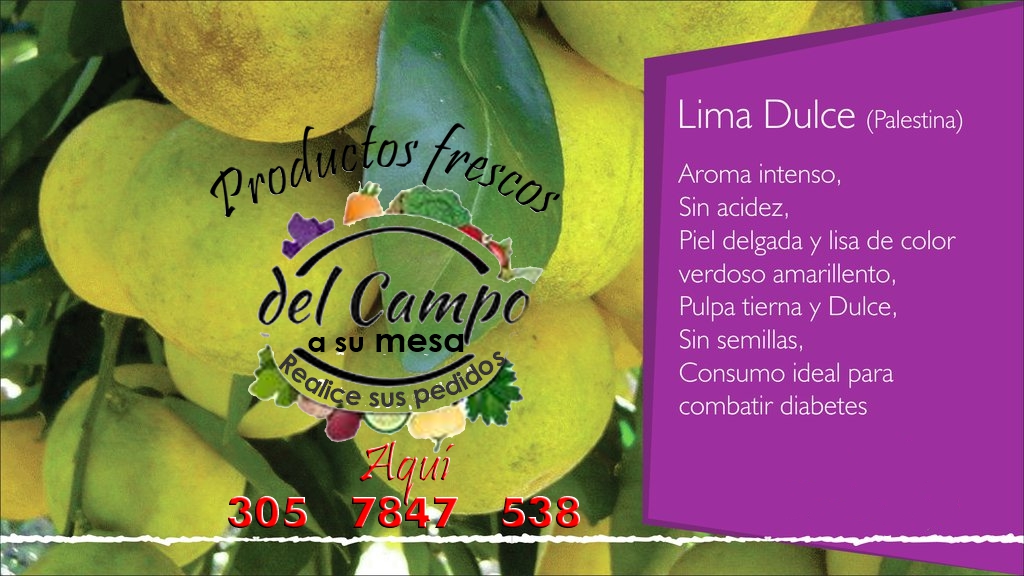 Productos frescos
del Campo
a su mesa
Realice sus pedidos
Aqui
305 7847 538
Lima Dulce (Palestina)
Aroma intenso,
Sin acidez,
Piel delgada y lisa de color
verdoso amarillento,
Pulpa tierna y Dulce,
Sin semillas,
Consumo ideal para
combatir diabetes